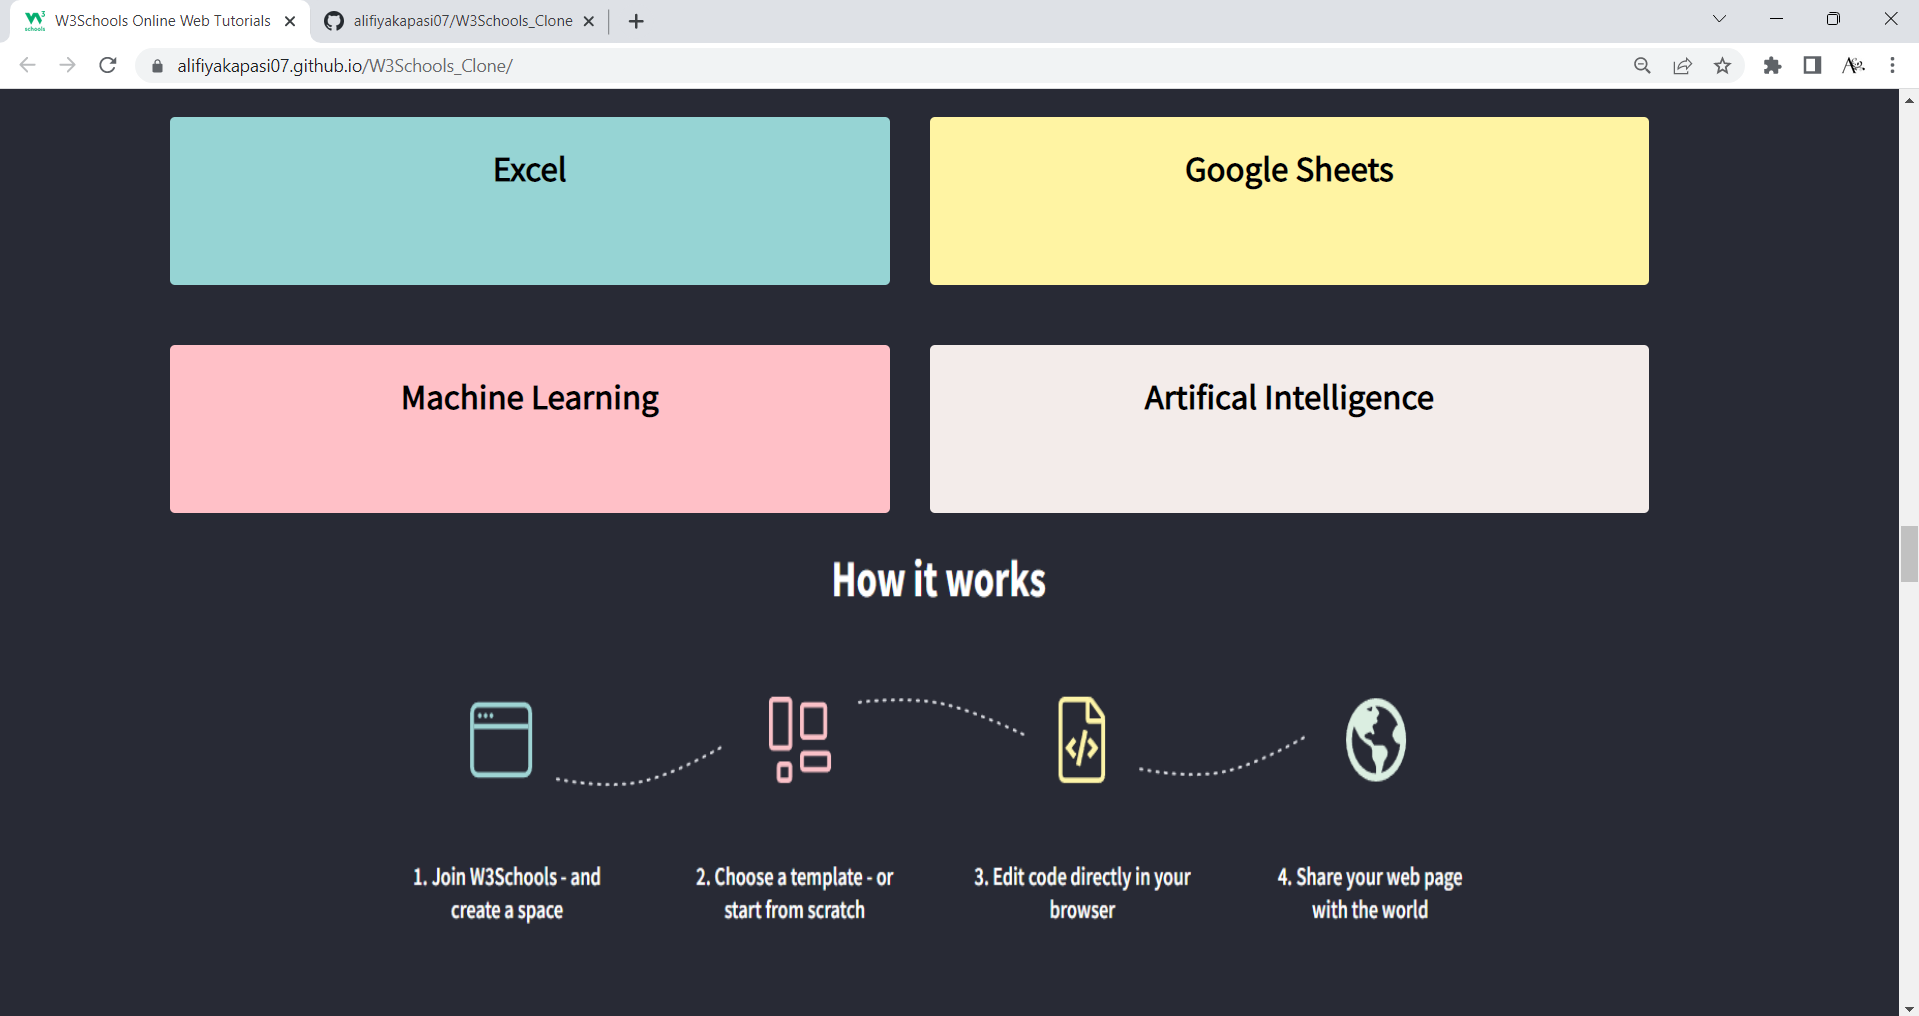 W3Schools Online Web Tutorials
alifiyakapasi07/W3Schools_Clone
alifiyakapasi07.github.io/W3Schools_Clone/
Excel
Google Sheets
Machine Learning
Artifical Intelligence
How it works
1. Join W3Schools - and
create a space
2. Choose a template - or
start from scratch
3. Edit code directly in your
browser
4. Share your web page
with the world